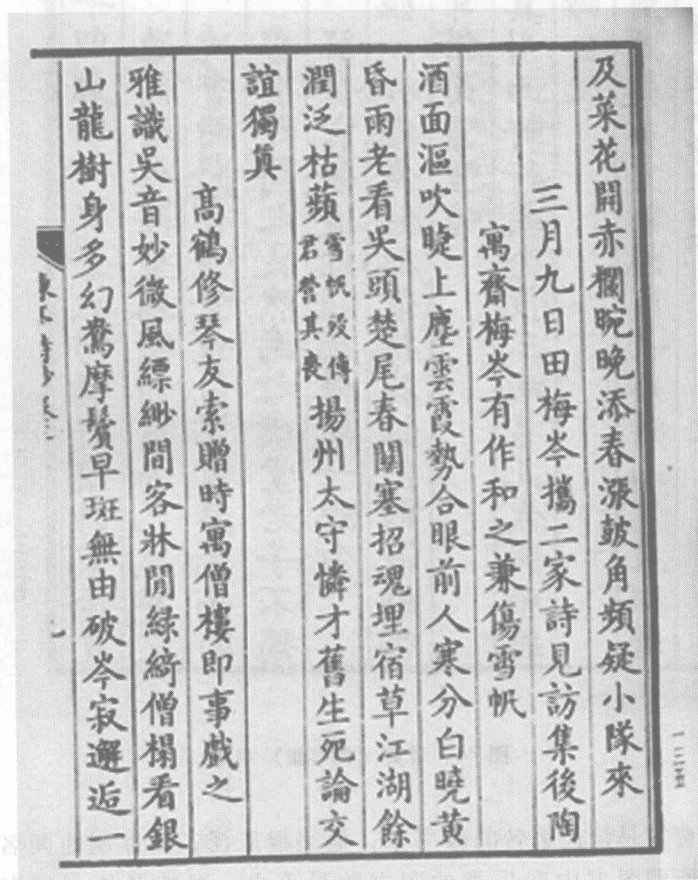 及菜花開赤欄晼晚添春漲鼓角頻疑小隊來
三月九日田梅岑攜二家詩見訪集後陶
寓齋梅岑有作和之兼傷雪帆
酒面漚吹睫上塵雲霞勢合眼前人寒分白曉黃
昏雨老看吳頭楚尾春關塞招魂埋宿草江湖餘
潤泛枯蘋雪帆歿傅君營其喪揚州太守憐才舊生死論交
誼獨真
高鶴修琴友索贈時寓僧樓即事戲之
雅識吳音妙微風縹緲間客牀閒綠綺僧榻看銀
山龍樹身多幻驚摩鬢早斑無由破岑寂邂逅一